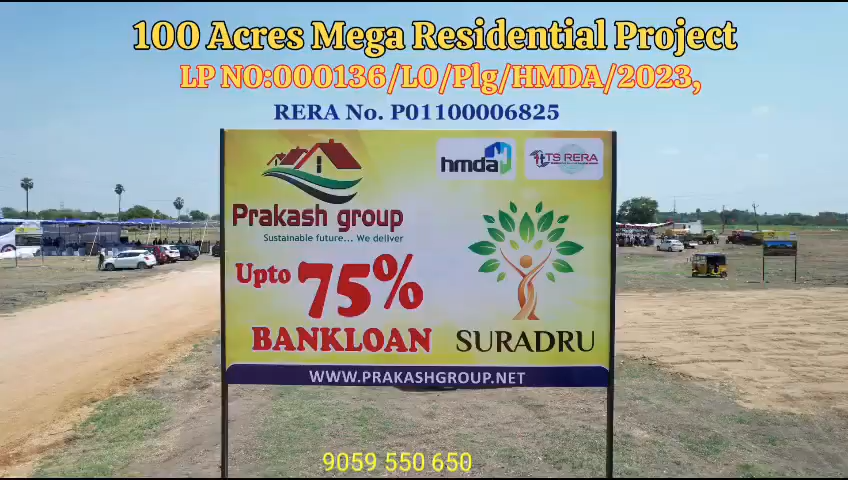 100 Acres Mega Residential Project
LP NO:000136/LO/Plg/HMDA/2023,
RERA No. P01100006825
hmda
TS RERA
Prakash group
Sustainable future... We deliver
Upto 75%
BANKLOAN
SURADRU
WWW.PRAKASHGROUP.NET
9059 550 650